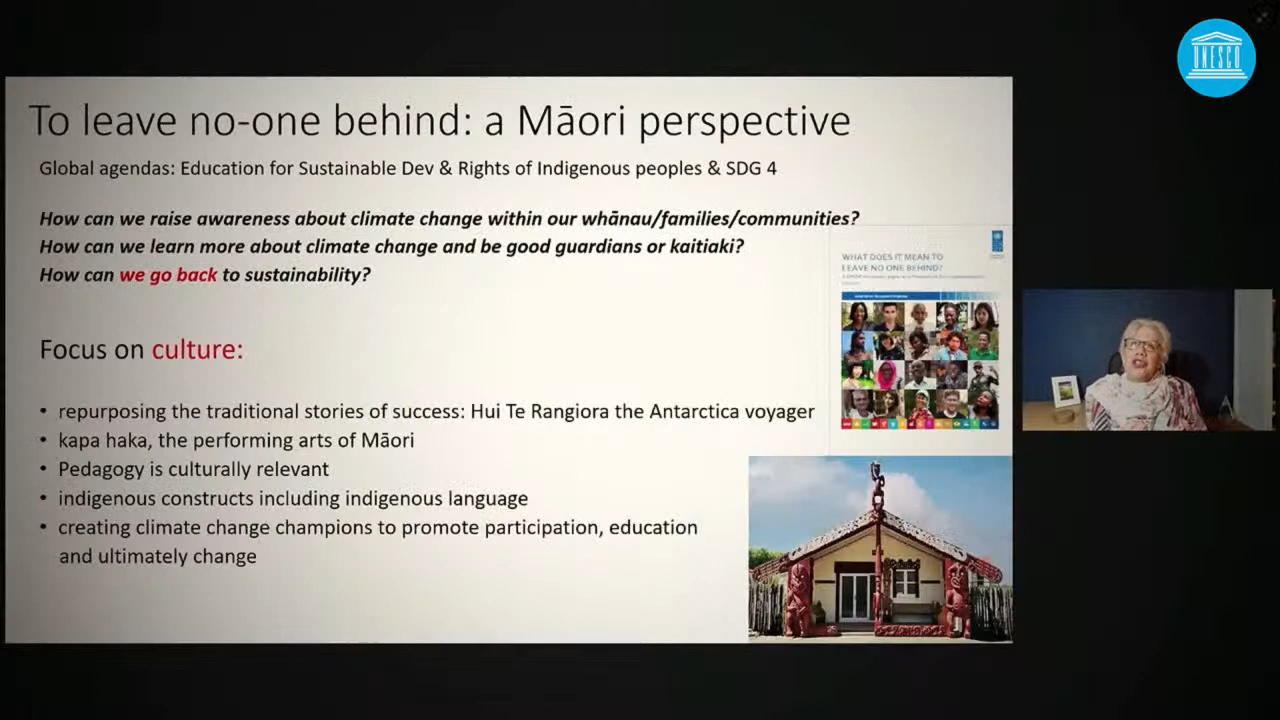 UNESCO
To leave no-one behind: a Māori perspective
Global agendas: Education for Sustainable Dev & Rights of Indigenous peoples & SDG 4
How can we raise awareness about climate change within our whānau/families/communities?
How can we learn more about climate change and be good guardians or kaitiaki?
How can we go back to sustainability?
WHAT DOES IT MEAN TO
LEAVE NO ONE BEHIND?
Focus on culture:
• repurposing the traditional stories of success: Hui Te Rangiora the Antarctica voyager
• kapa haka, the performing arts of Māori
• Pedagogy is culturally relevant
• indigenous constructs including indigenous language
• creating climate change champions to promote participation, education
and ultimately change